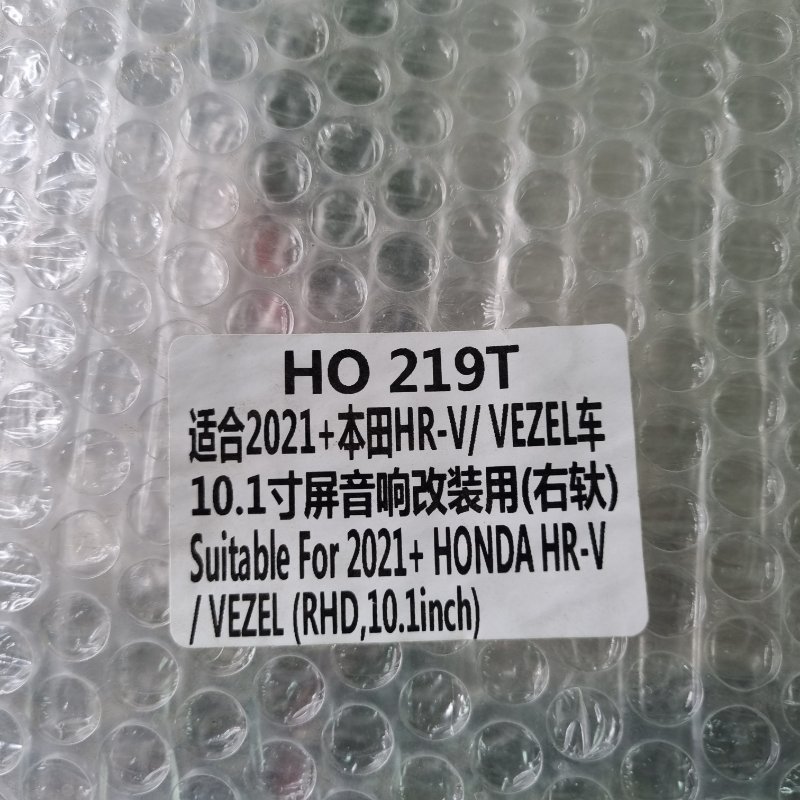 HO 219T
适合2021+本田HR-V/ VEZEL车
10.1寸屏音响改装用(右软)
Suitable For 2021+ HONDA HR-V
/ VEZEL (RHD,10.1inch)